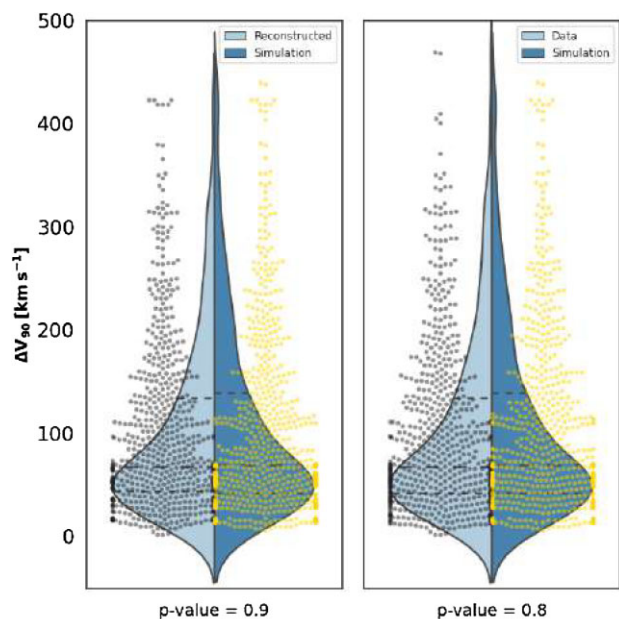 500
400
300
200
100
0
ΔV₉₀ [km s⁻¹]
Reconstructed
Simulation
p-value = 0.9
Data
Simulation
p-value = 0.8